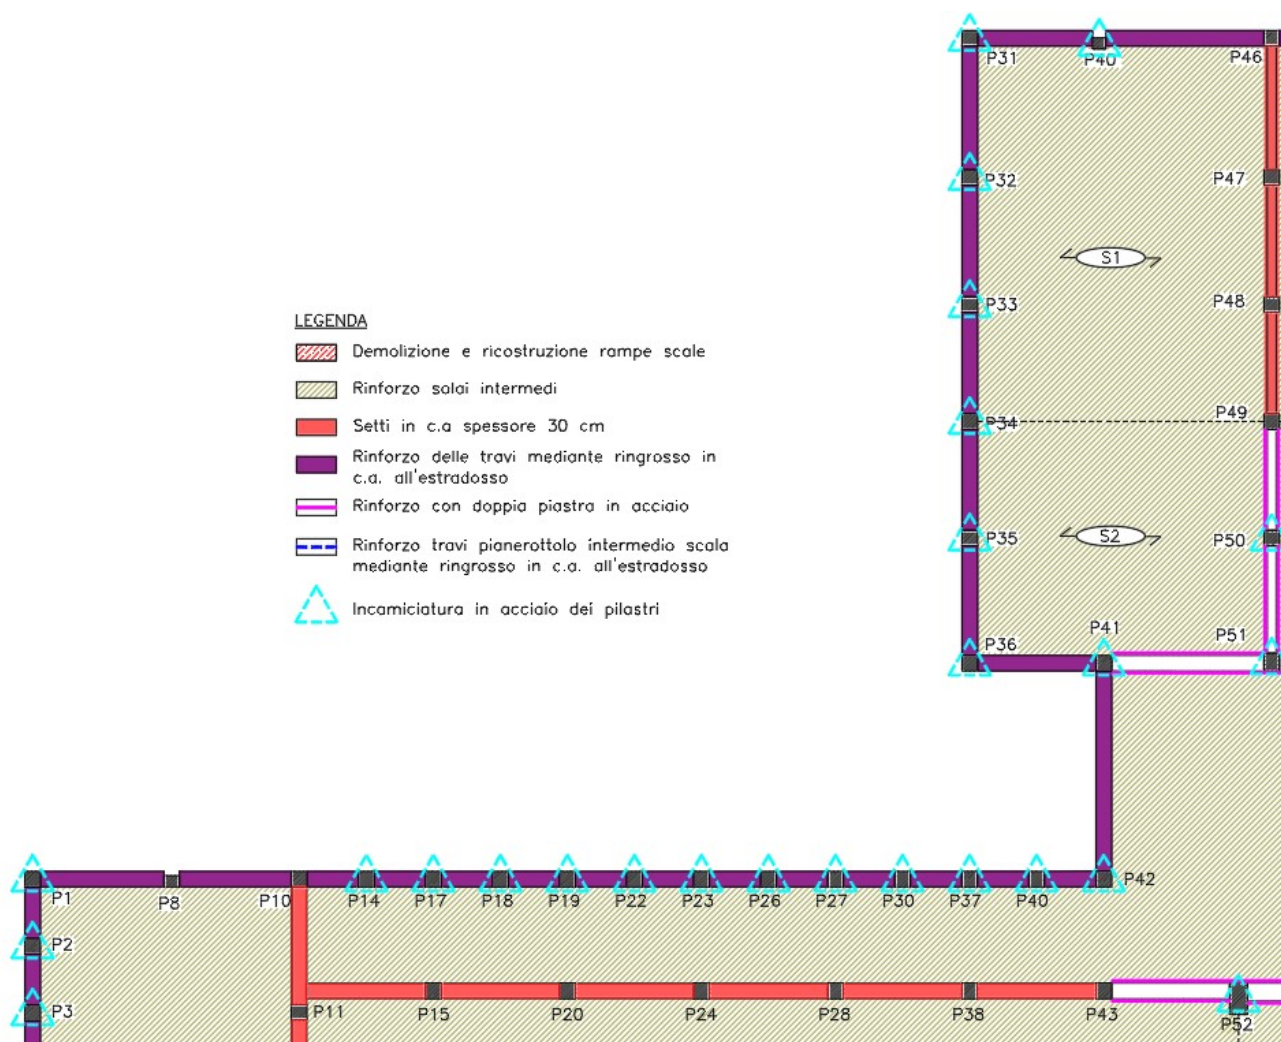 P31 P40 P46
P32 P47
S1
P33 P48
LEGENDA
Demolizione e ricostruzione rampe scale
Rinforzo solai intermedi
Setti in c.a spessore 30 cm
Rinforzo delle travi mediante ringrosso in
c.a. all'estradosso
Rinforzo con doppia piastra in acciaio
Rinforzo travi pianerottolo intermedio scala
mediante ringrosso in c.a. all'estradosso
Incamiciatura in acciaio dei pilastri
P34 P49
P35 S2 P50
P36 P41 P51
P1 P8 P10 P14 P17 P18 P19 P22 P23 P26 P27 P30 P37 P40 P42
P2
P3 P11 P15 P20 P24 P28 P38 P43 P52